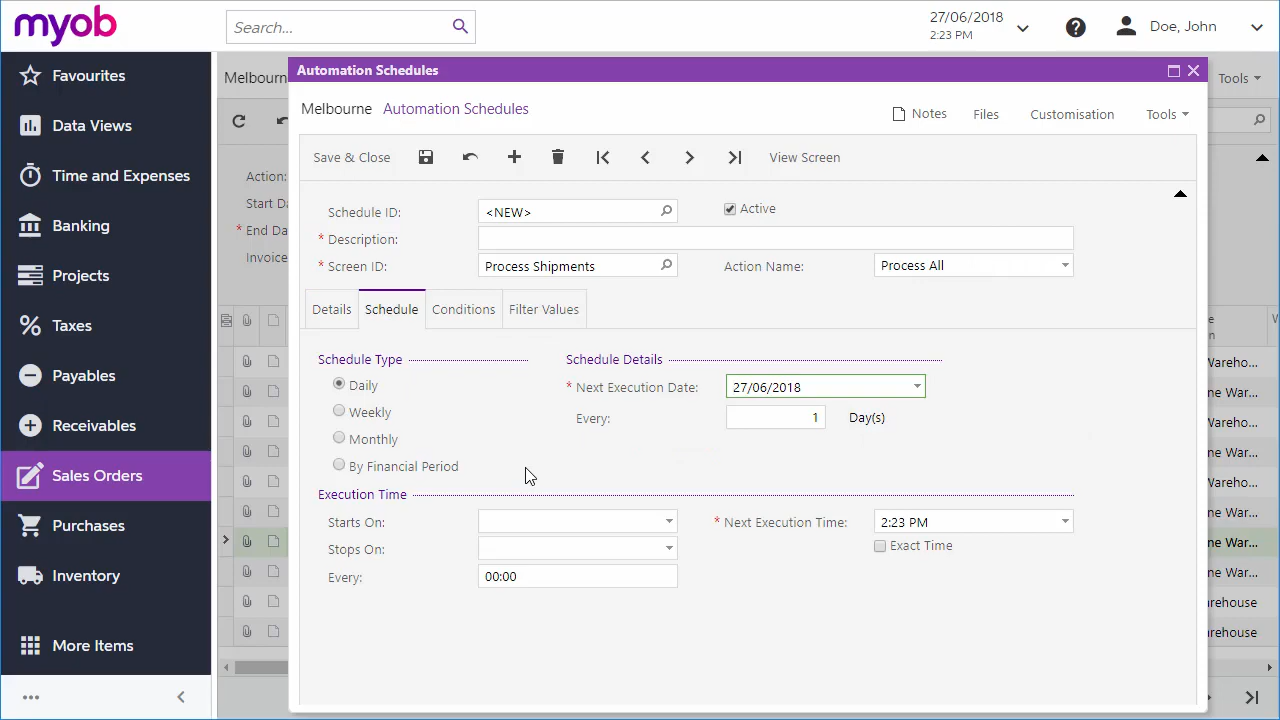 myob
Search...
27/06/2018
2:23 PM
Doe, John
Favourites
Data Views
Time and Expenses
Banking
Projects
Taxes
Payables
Receivables
Sales Orders
Purchases
Inventory
More Items
Melbourn
Tools
Action:
Start Da
* End Da
Invoice
Automation Schedules
Melbourne Automation Schedules
Notes Files Customisation Tools
Save & Close View Screen
Schedule ID: <NEW> Active
* Description:
* Screen ID: Process Shipments Action Name: Process All
Details Schedule Conditions Filter Values
Schedule Type Schedule Details
Daily * Next Execution Date: 27/06/2018
Weekly Every: 1 Day(s)
Monthly
By Financial Period
Execution Time
Starts On: * Next Execution Time: 2:23 PM
Stops On: Exact Time
Every: 00:00
Wareho...
ne War...
Wareho...
ne War...
Wareho...
Wareho...
ne War...
ne War...
arehouse
arehouse